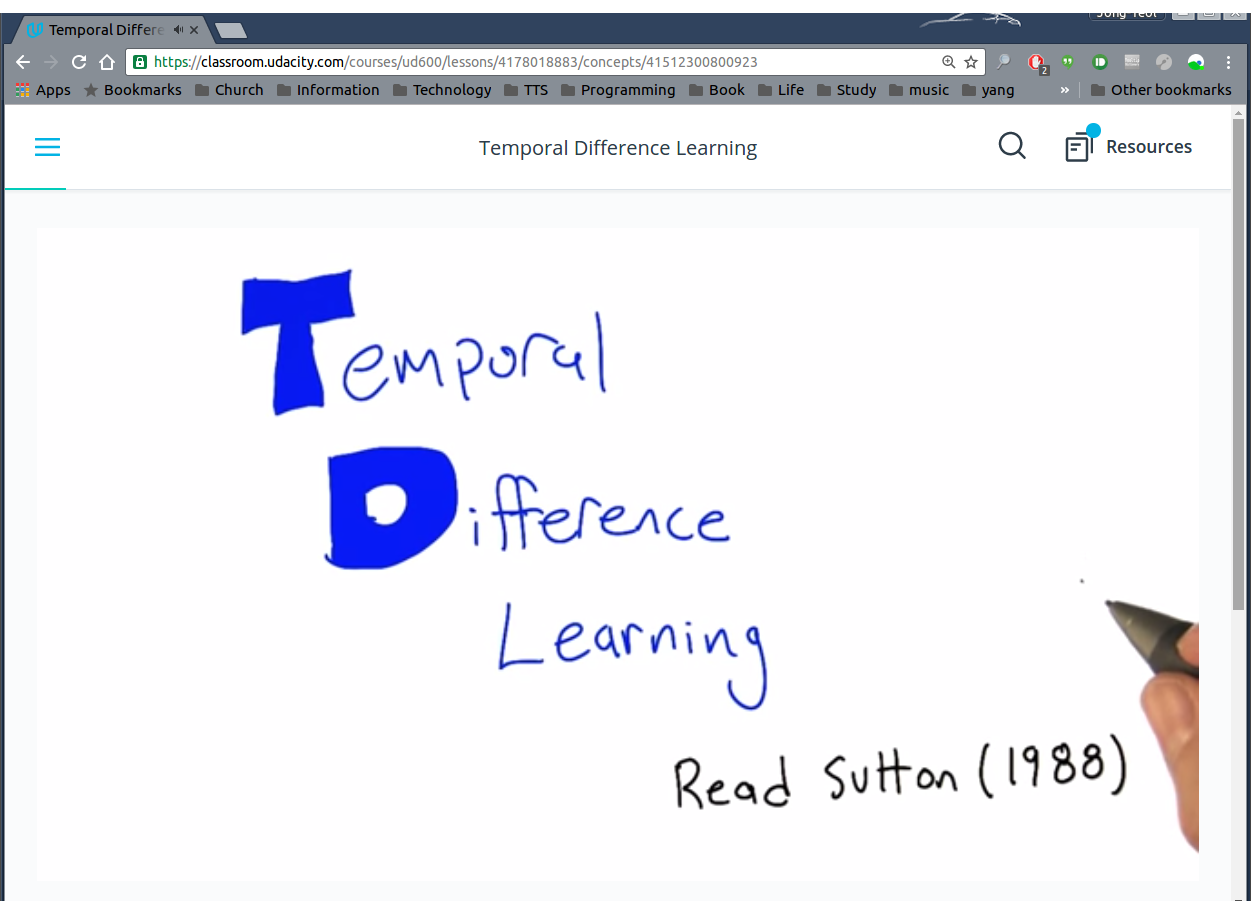 Temporal Differe
Jong Yeol
https://classroom.udacity.com/courses/ud600/lessons/4178018883/concepts/41512300800923
2
Apps Bookmarks Church Information Technology TTS Programming Book Life Study music yang » Other bookmarks
Temporal Difference Learning
Resources
Temporal
Difference
Learning
Read Sutton (1988)